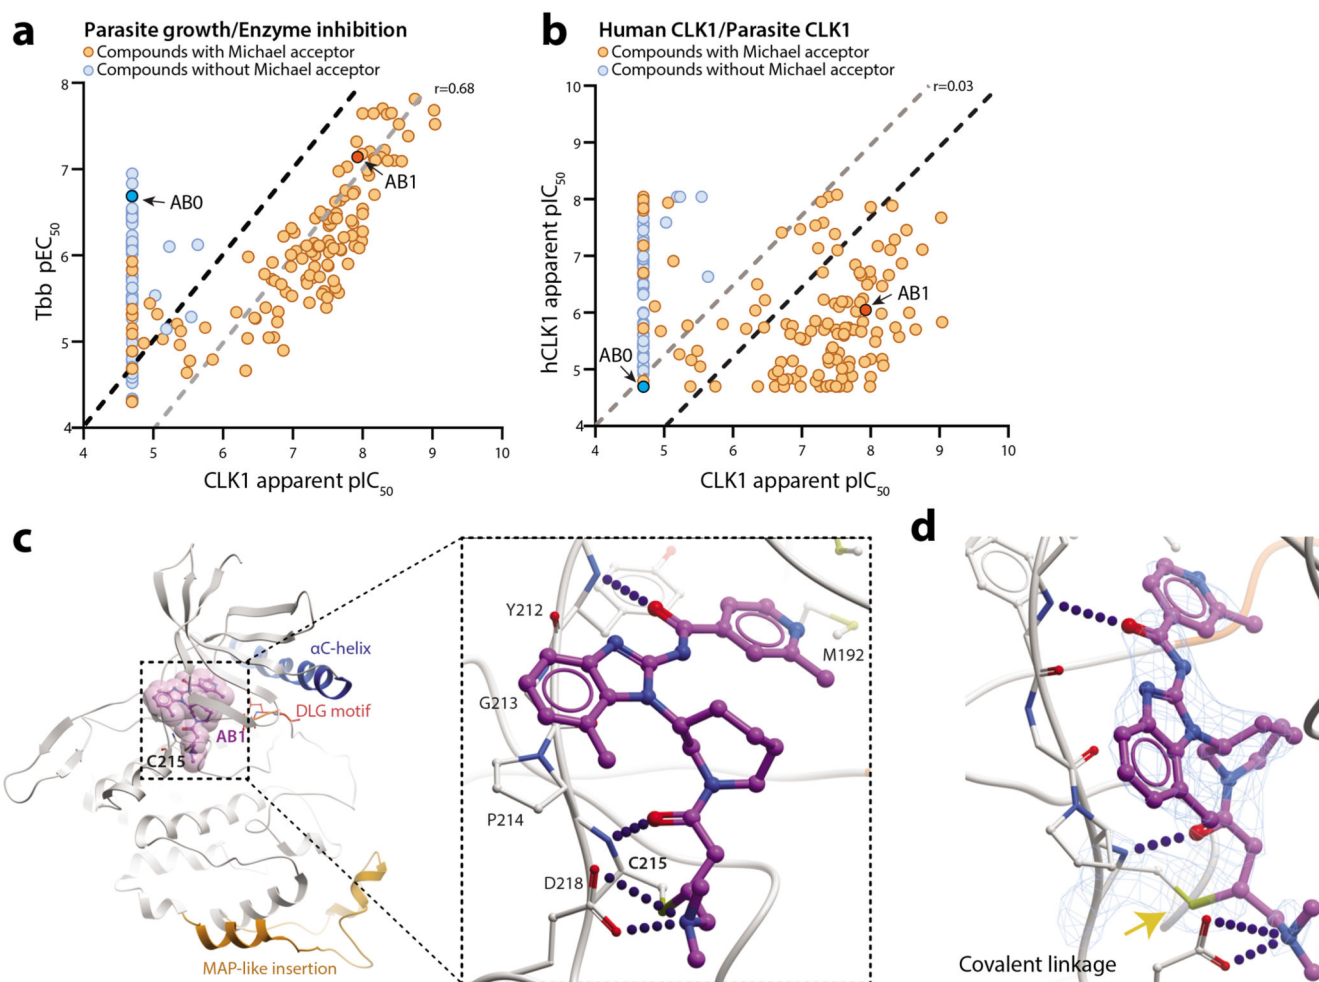 a
Parasite growth/Enzyme inhibition
Compounds with Michael acceptor
Compounds without Michael acceptor
8
7
6
5
4
Tbb pEC50
r=0.68
AB0
AB1
4 5 6 7 8 9 10
CLK1 apparent pIC50
b
Human CLK1/Parasite CLK1
Compounds with Michael acceptor
Compounds without Michael acceptor
10
9
8
7
6
5
4
hCLK1 apparent pIC50
r=0.03
AB1
AB0
4 5 6 7 8 9 10
CLK1 apparent pIC50
c
αC-helix
DLG motif
AB1
C215
MAP-like insertion
Y212
M192
G213
P214
C215
D218
d
Covalent linkage